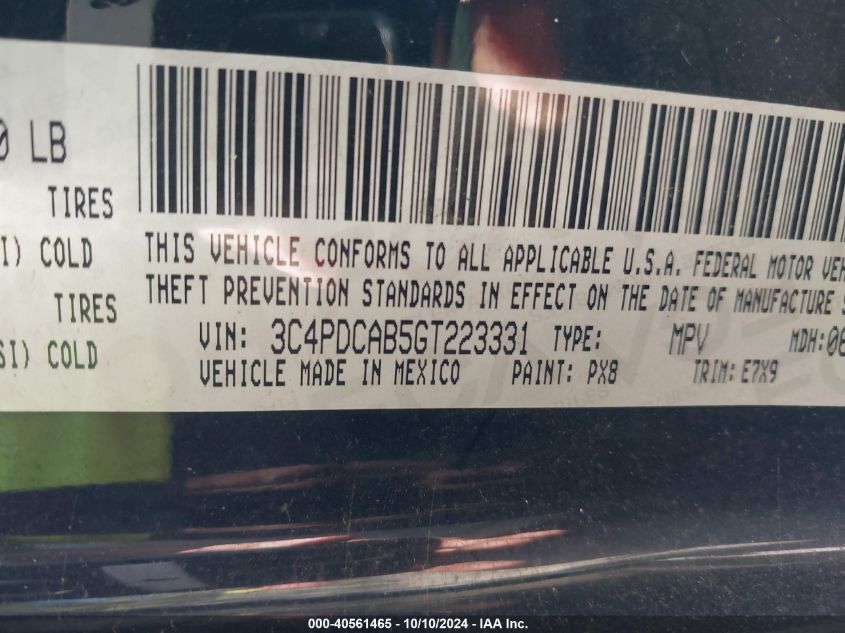 0 LB
TIRES
SI) COLD
TIRES
SI) COLD
THIS VEHICLE CONFORMS TO ALL APPLICABLE U.S.A. FEDERAL MOTOR VEH
THEFT PREVENTION STANDARDS IN EFFECT ON THE DATE OF MANUFACTURE S
VIN: 3C4PDCAB5GT223331 TYPE: MPV MDH:06
VEHICLE MADE IN MEXICO PAINT: PX8 TRIM: E7X9
000-40561465 - 10/10/2024 - IAA Inc.